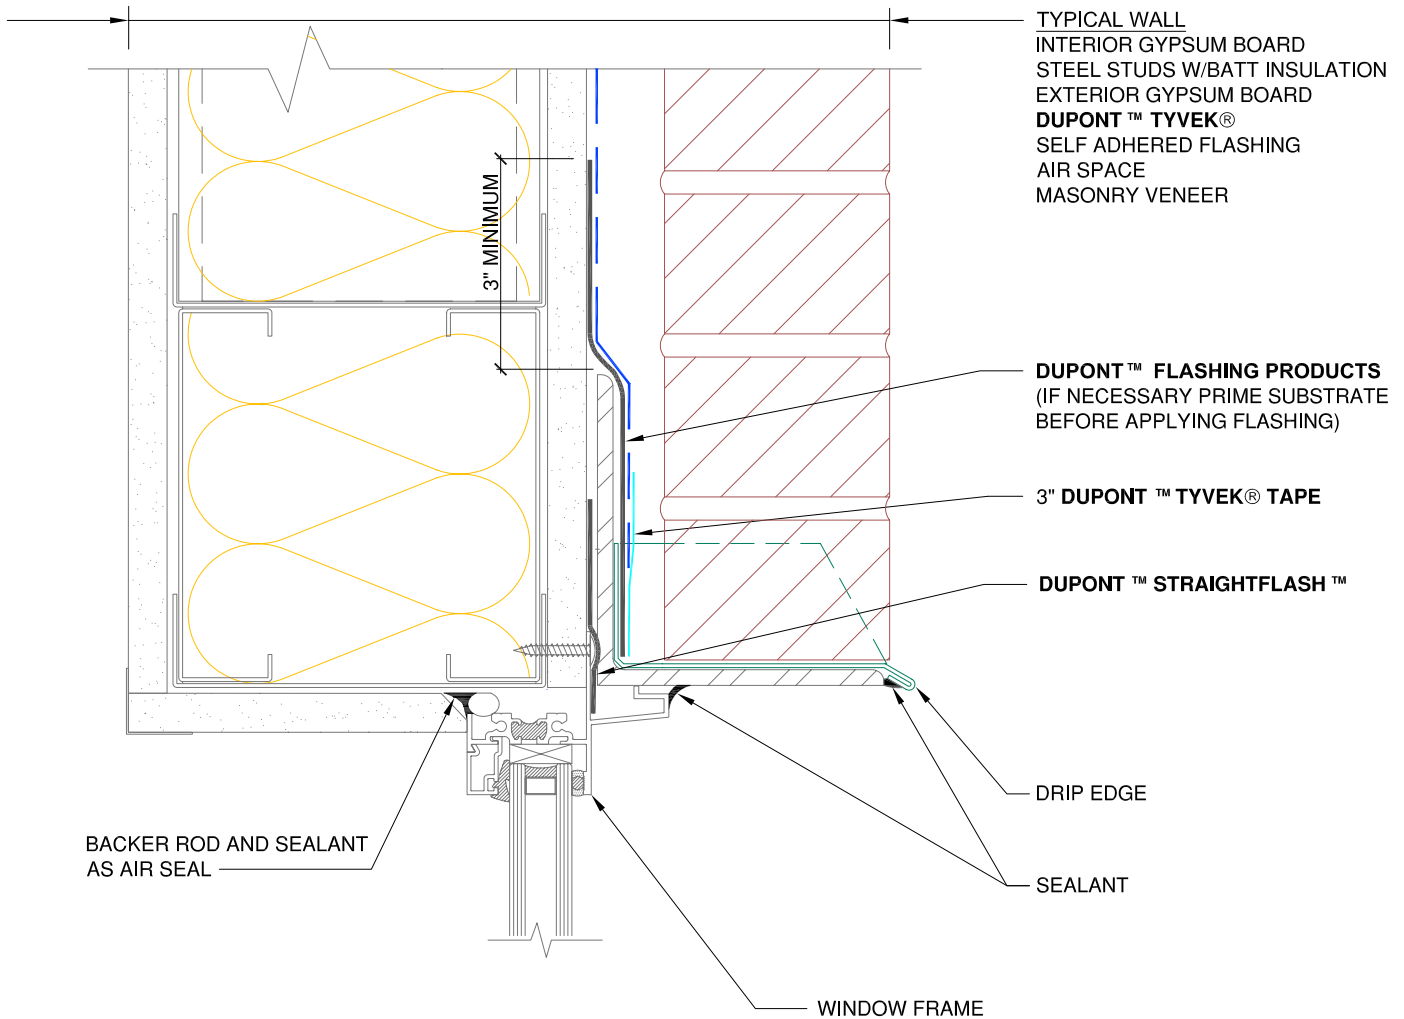 TYPICAL WALL
INTERIOR GYPSUM BOARD
STEEL STUDS W/BATT INSULATION
EXTERIOR GYPSUM BOARD
DUPONT ™ TYVEK®
SELF ADHERED FLASHING
AIR SPACE
MASONRY VENEER
3" MINIMUM
DUPONT ™ FLASHING PRODUCTS
(IF NECESSARY PRIME SUBSTRATE
BEFORE APPLYING FLASHING)
3" DUPONT ™ TYVEK® TAPE
DUPONT ™ STRAIGHTFLASH ™
DRIP EDGE
BACKER ROD AND SEALANT
AS AIR SEAL
SEALANT
WINDOW FRAME